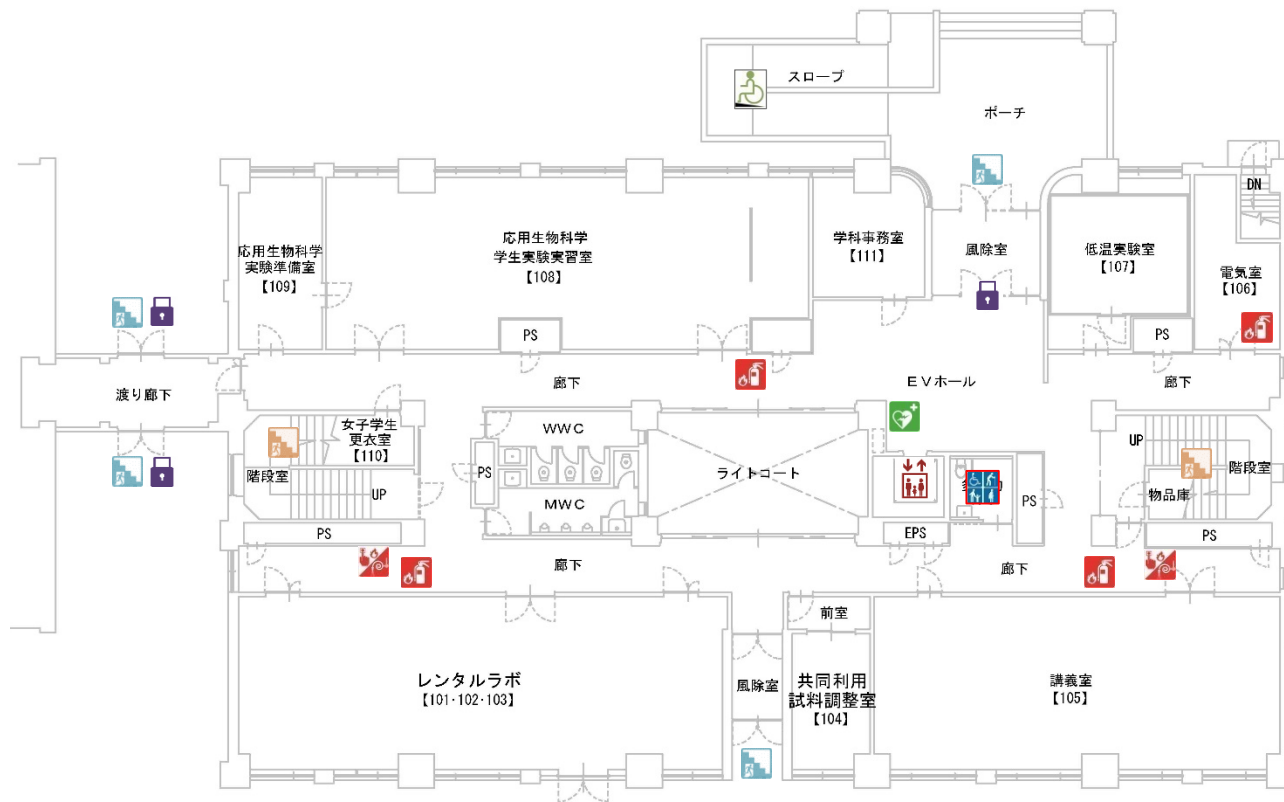 スロープ
ポーチ
DN
応用生物科学
実験準備室
【109】
応用生物科学
学生実験実習室
【108】
学科事務室
【111】
風除室
低温実験室
【107】
電気室
【106】
PS
PS
渡り廊下
廊下
EVホール
廊下
女子学生
更衣室
【110】
階段室
UP
PS
WWC
MWC
ライトコート
PS
UP
階段室
物品庫
PS
EPS
PS
廊下
廊下
前室
レンタルラボ
【101・102・103】
風除室
共同利用
試料調整室
【104】
講義室
【105】